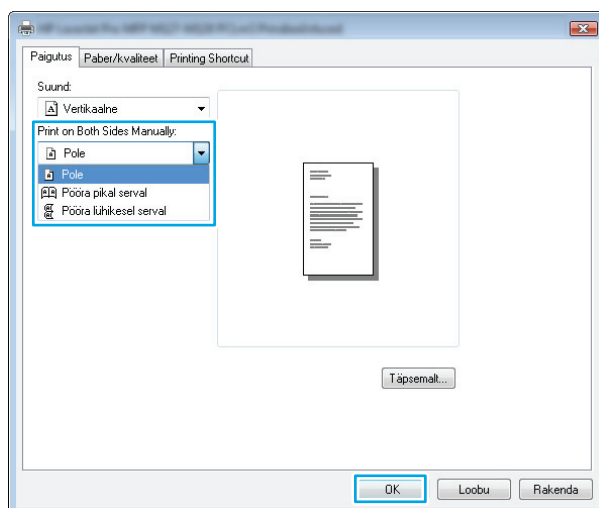 Paigutus Paber/kvaliteet Printing Shortcut
Suund:
Vertikaalne
Print on Both Sides Manually:
Pole
Pole
Pööra pikal serval
Pööra lühikesel serval
Täpsemalt...
OK Loobu Rakenda